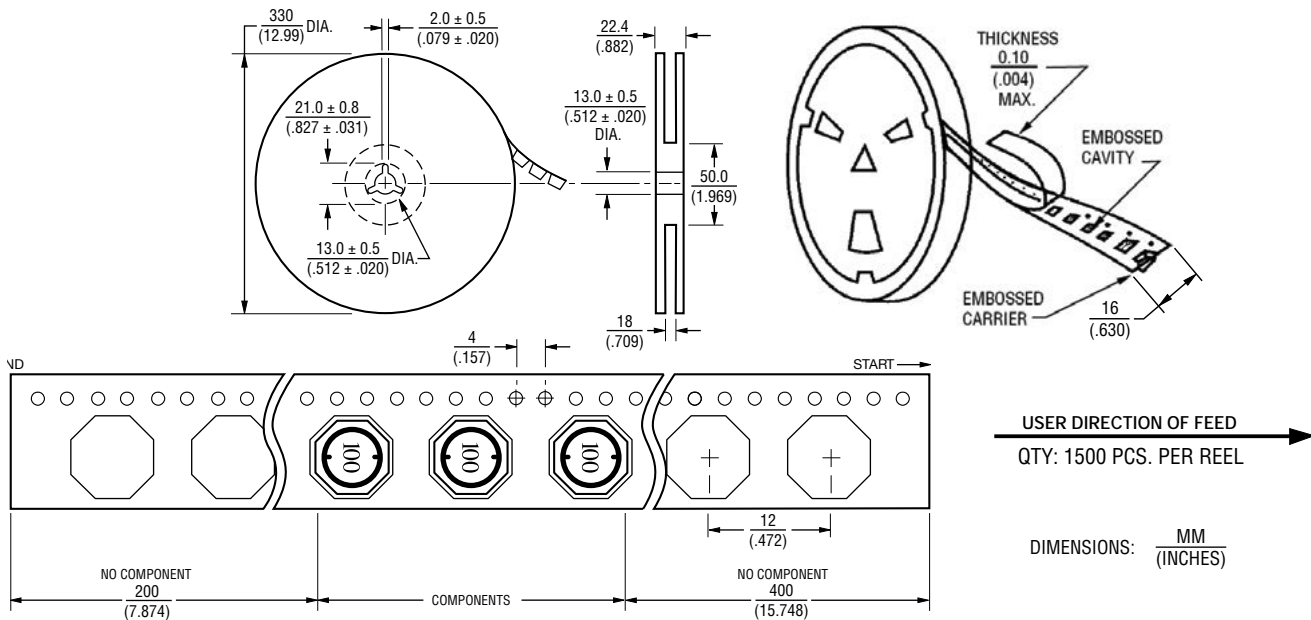 330
(12.99)
DIA.
2.0 ± 0.5
(.079 ± .020)
21.0 ± 0.8
(.827 ± .031)
13.0 ± 0.5
(.512 ± .020)
DIA.
22.4
(.882)
13.0 ± 0.5
(.512 ± .020)
DIA.
50.0
(1.969)
18
(.709)
THICKNESS
0.10
(.004)
MAX.
EMBOSSED
CAVITY
EMBOSSED
CARRIER
16
(.630)
4
(.157)
ND
START
100
100
100
12
(.472)
NO COMPONENT
200
(7.874)
COMPONENTS
NO COMPONENT
400
(15.748)
USER DIRECTION OF FEED
QTY: 1500 PCS. PER REEL
DIMENSIONS:
MM
(INCHES)